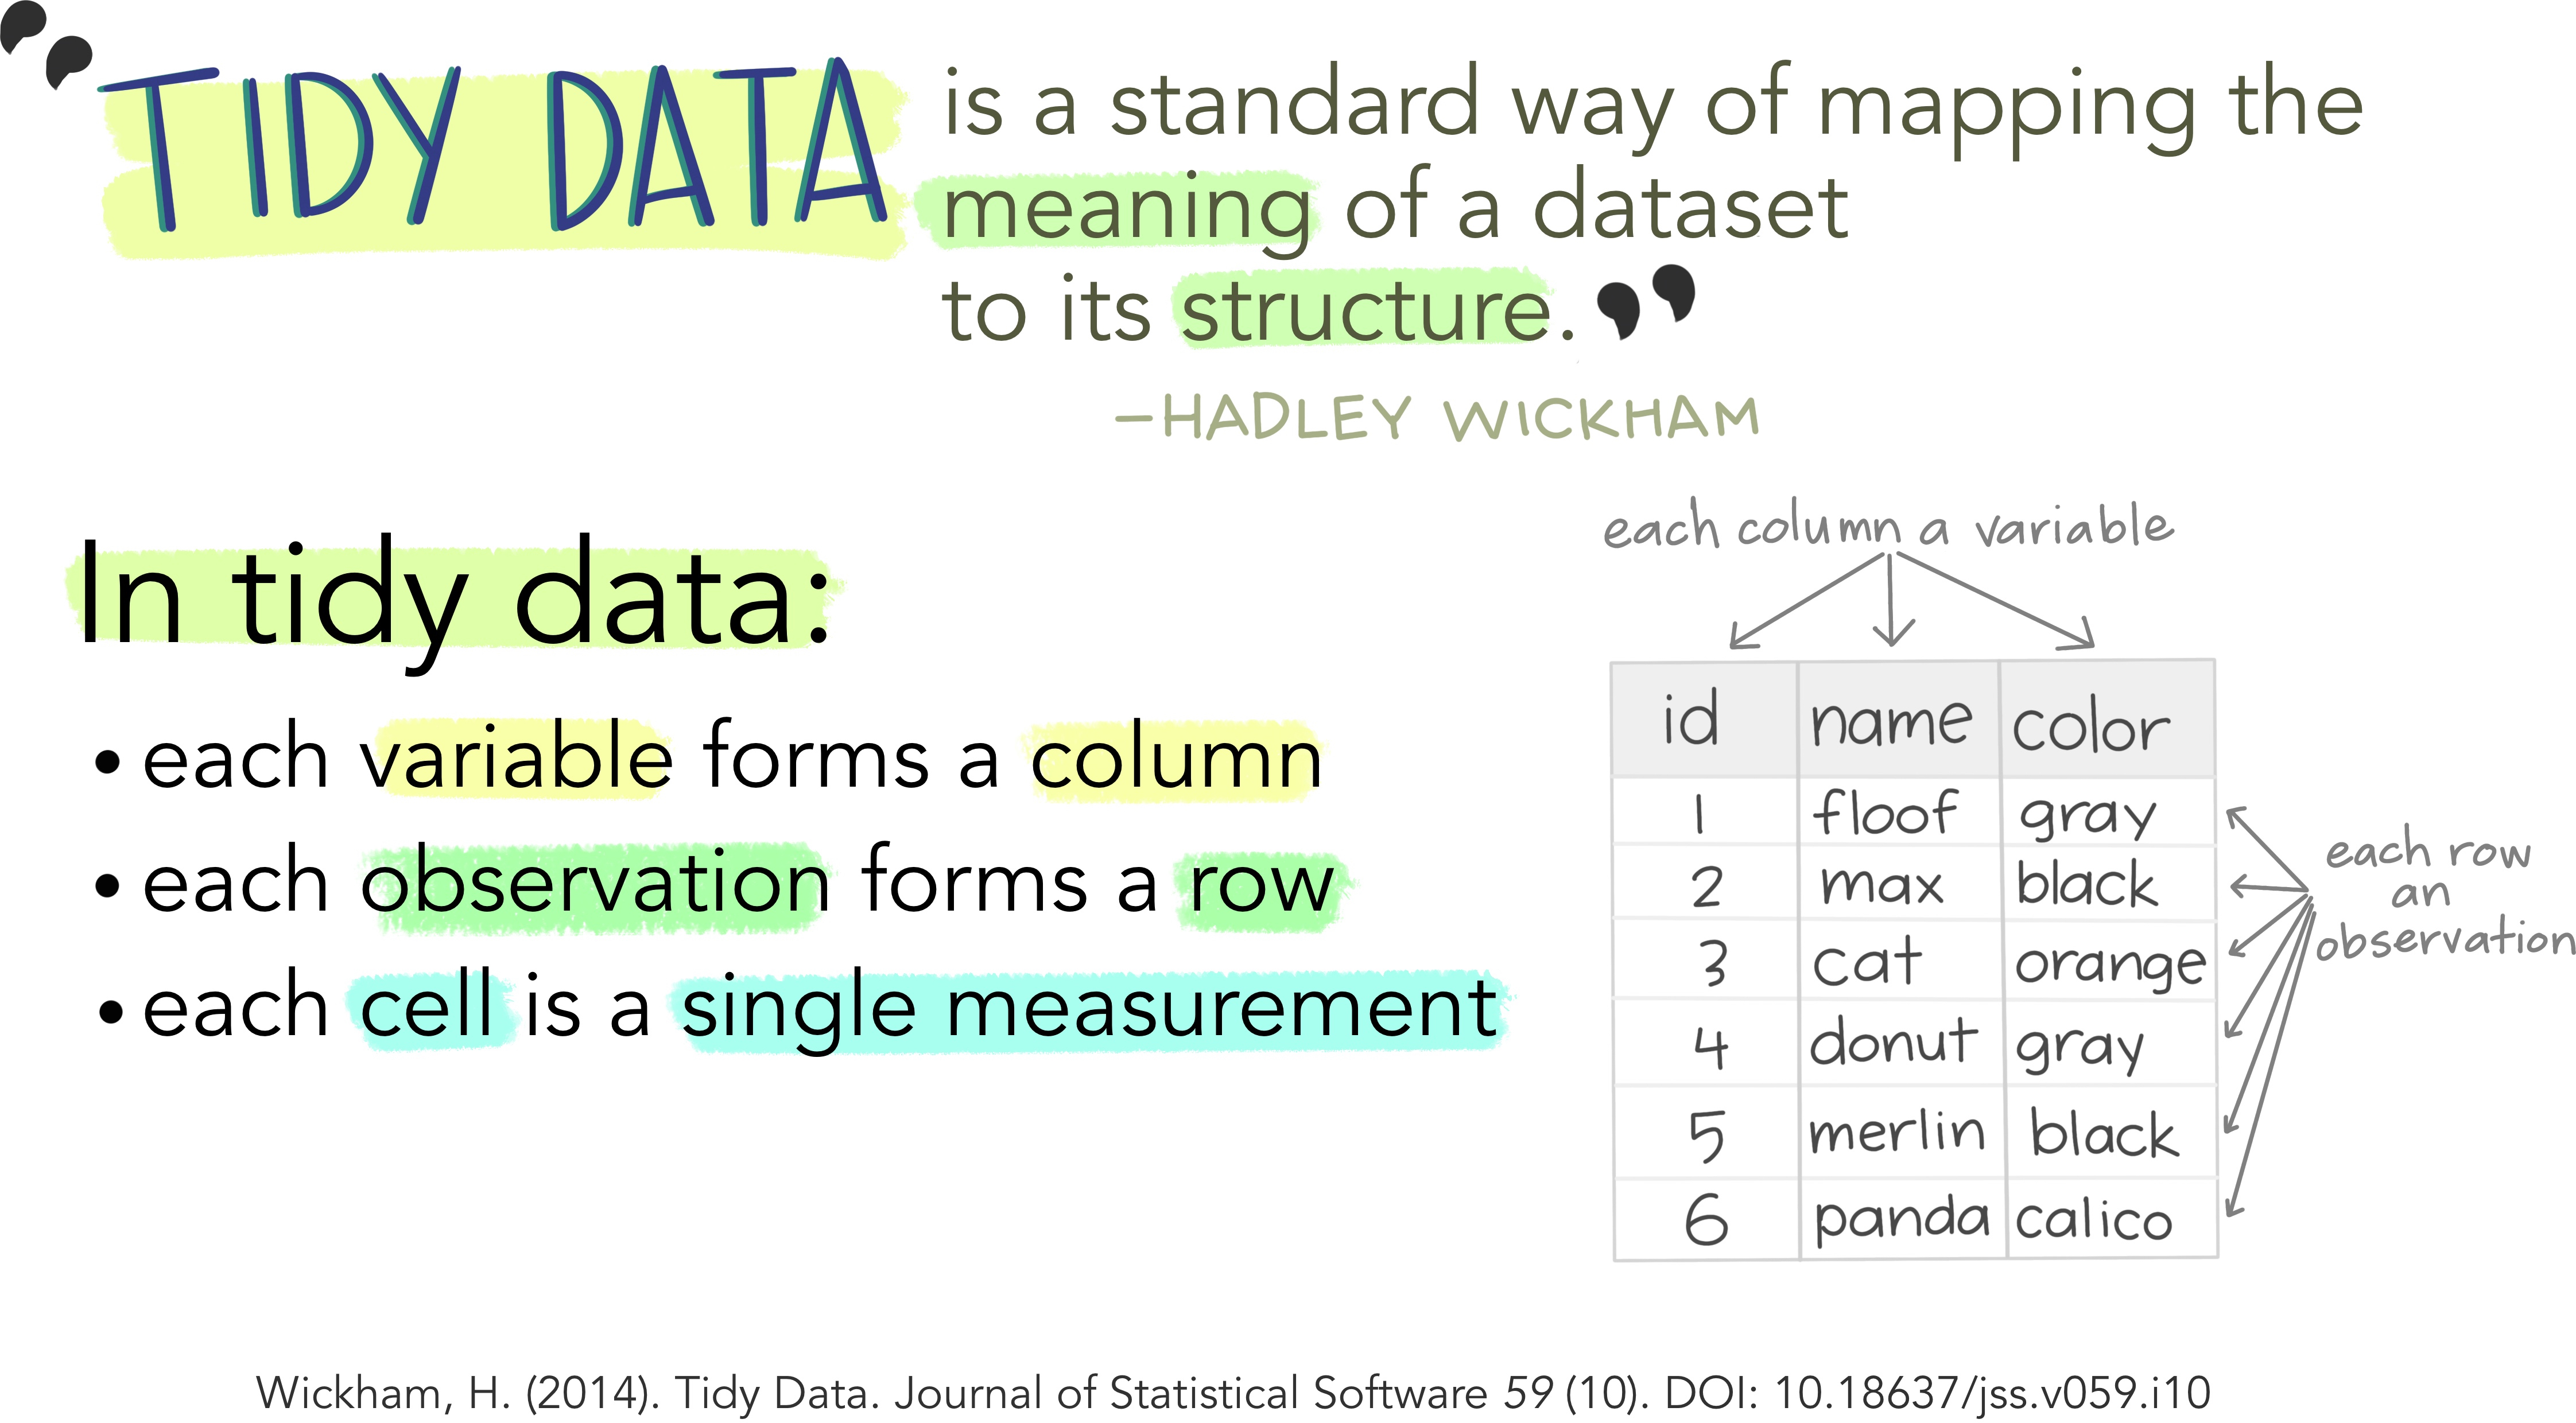 “TIDY DATA is a standard way of mapping the
meaning of a dataset
to its structure.”
—HADLEY WICKHAM
In tidy data:
• each variable forms a column
• each observation forms a row
• each cell is a single measurement
each column a variable
id name color
1 floof gray
2 max black
3 cat orange
4 donut gray
5 merlin black
6 panda calico
each row
an
observation
Wickham, H. (2014). Tidy Data. Journal of Statistical Software 59 (10). DOI: 10.18637/jss.v059.i10